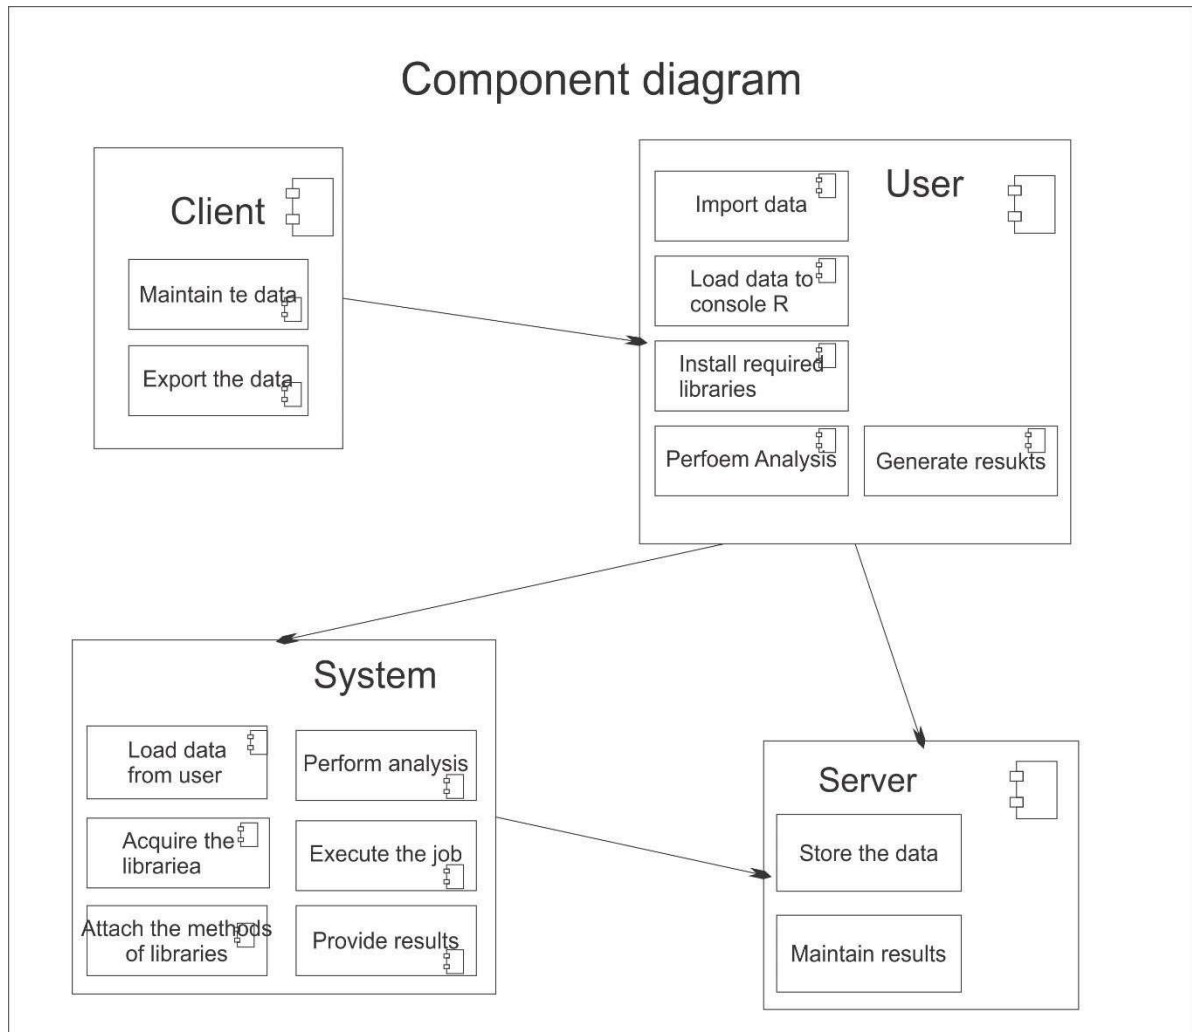 Component diagram
Client
Maintain te data
Export the data
User
Import data
Load data to
console R
Install required
libraries
Perfoem Analysis
Generate resukts
System
Load data
from user
Perform analysis
Acquire the
librariea
Execute the job
Attach the methods
of libraries
Provide results
Server
Store the data
Maintain results